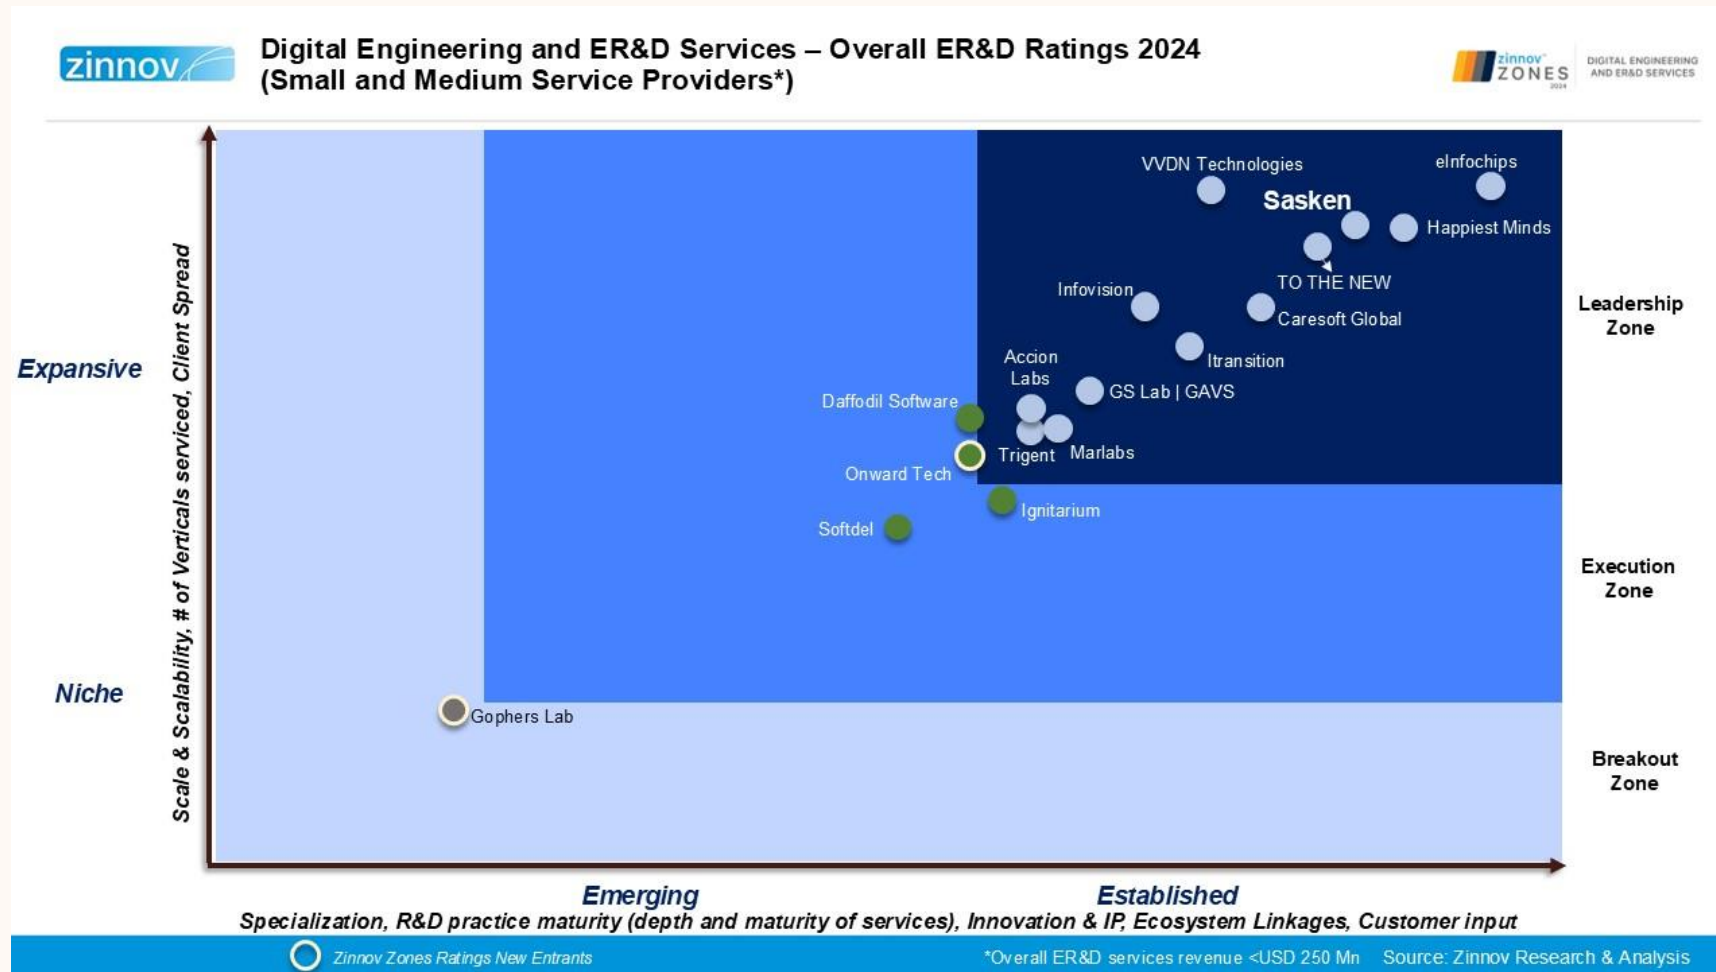 zinnov
Digital Engineering and ER&D Services – Overall ER&D Ratings 2024
(Small and Medium Service Providers*)
zinnov™
ZONES
2024
DIGITAL ENGINEERING
AND ER&D SERVICES
Scale & Scalability, # of Verticals serviced, Client Spread
Expansive
Niche
VVDN Technologies
eInfochips
Sasken
Happiest Minds
TO THE NEW
Infovision
Caresoft Global
Itransition
Accion
Labs
GS Lab | GAVS
Daffodil Software
Trigent
Marlabs
Onward Tech
Ignitarium
Softdel
Gophers Lab
Leadership
Zone
Execution
Zone
Breakout
Zone
Emerging
Established
Specialization, R&D practice maturity (depth and maturity of services), Innovation & IP, Ecosystem Linkages, Customer input
Zinnov Zones Ratings New Entrants
*Overall ER&D services revenue <USD 250 Mn
Source: Zinnov Research & Analysis